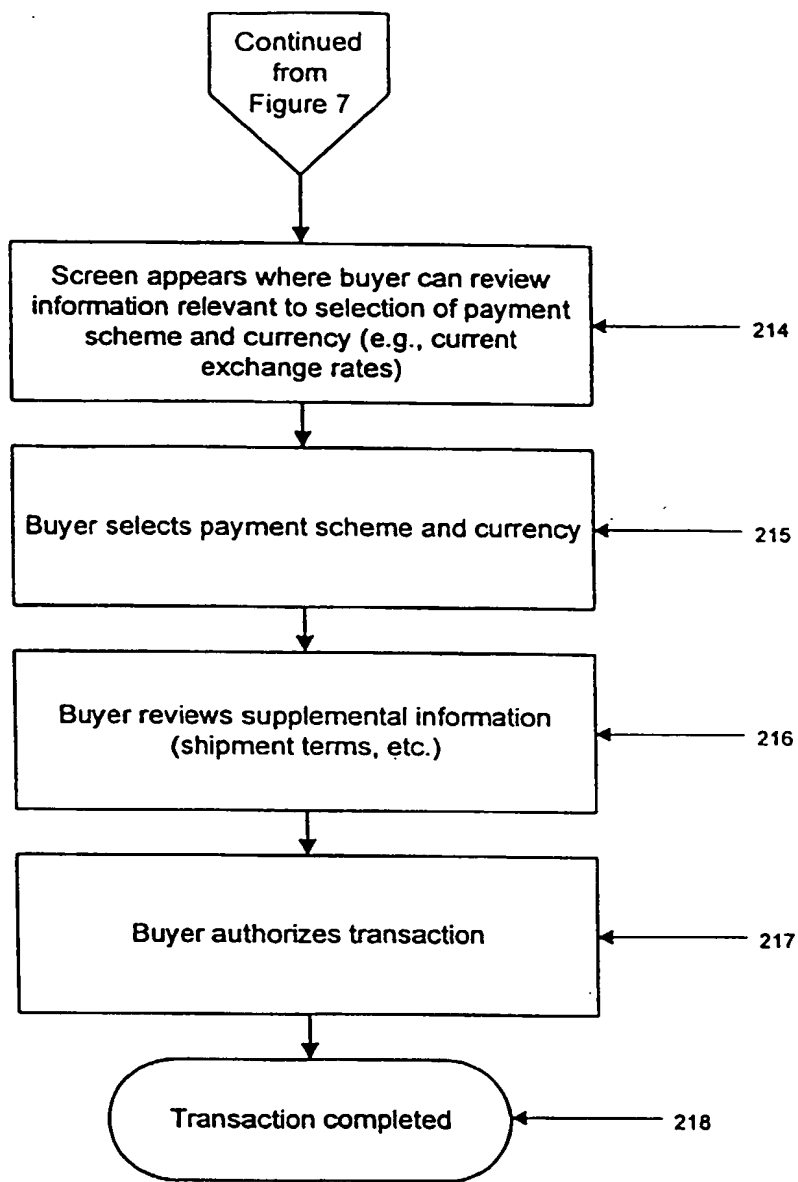 Continued
from
Figure 7
Screen appears where buyer can review
information relevant to selection of payment
scheme and currency (e.g., current
exchange rates)
214
Buyer selects payment scheme and currency
215
Buyer reviews supplemental information
(shipment terms, etc.)
216
Buyer authorizes transaction
217
Transaction completed
218